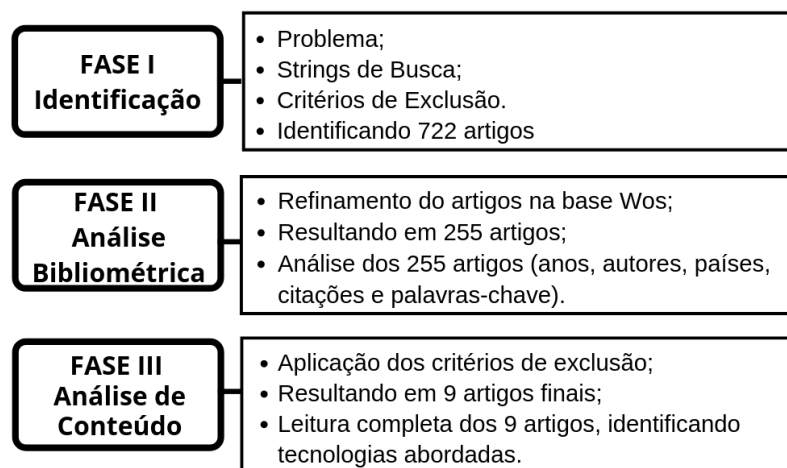 FASE I
Identificação
• Problema;
• Strings de Busca;
• Critérios de Exclusão.
• Identificando 722 artigos
FASE II
Análise
Bibliométrica
• Refinamento do artigos na base Wos;
• Resultando em 255 artigos;
• Análise dos 255 artigos (anos, autores, países,
citações e palavras-chave).
FASE III
Análise de
Conteúdo
• Aplicação dos critérios de exclusão;
• Resultando em 9 artigos finais;
• Leitura completa dos 9 artigos, identificando
tecnologias abordadas.